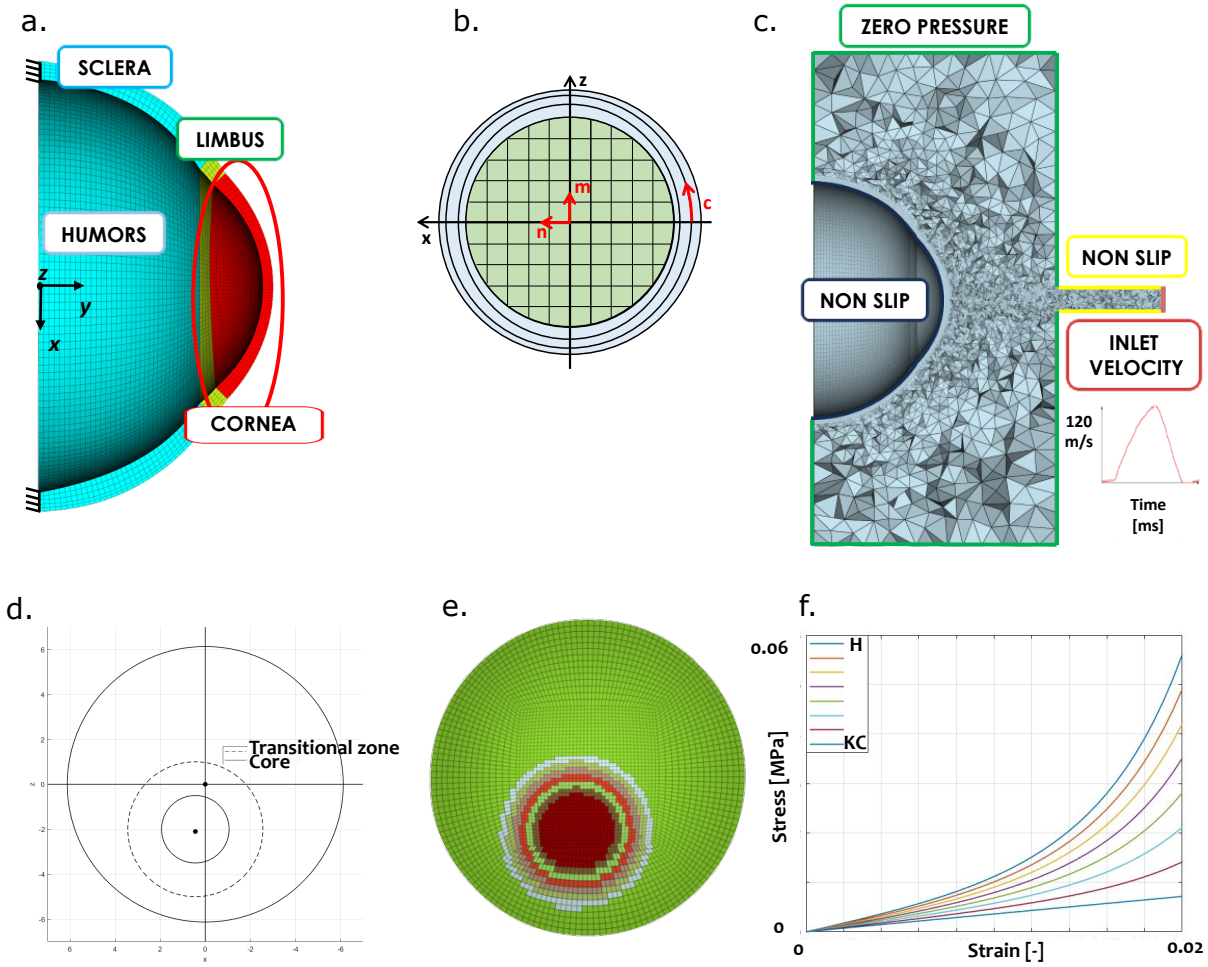 a.
SCLERA
LIMBUS
HUMORS
z
y
x
CORNEA
b.
z
m
c
n
x
c.
ZERO PRESSURE
NON SLIP
NON SLIP
INLET
VELOCITY
120
m/s
Time
[ms]
d.
6
4
2
0
-2
-4
-6
z
Transitional zone
Core
6
4
2
0
-2
-4
-6
x
e.
f.
0.06
H
KC
Stress [MPa]
0
0
Strain [-]
0.02